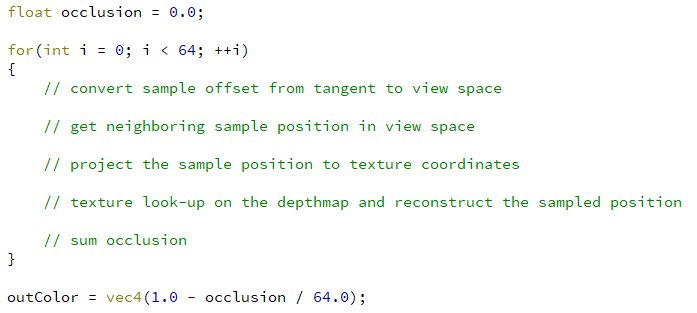 float occlusion = 0.0;
for(int i = 0; i < 64; ++i)
{
// convert sample offset from tangent to view space
// get neighboring sample position in view space
// project the sample position to texture coordinates
// texture look-up on the depthmap and reconstruct the sampled position
// sum occlusion
}
outColor = vec4(1.0 - occlusion / 64.0);